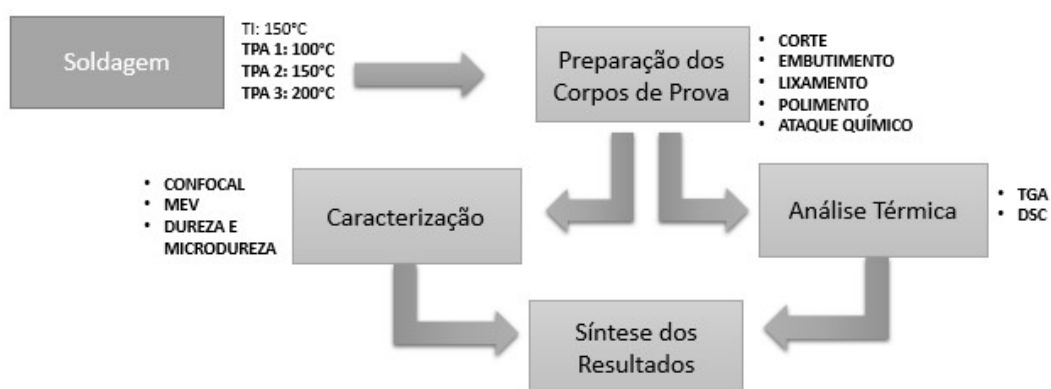 Soldagem
TI: 150°C
TPA 1: 100°C
TPA 2: 150°C
TPA 3: 200°C
Preparação dos
Corpos de Prova
• CORTE
• EMBUTIMENTO
• LIXAMENTO
• POLIMENTO
• ATAQUE QUÍMICO
• CONFOCAL
• MEV
• DUREZA E
MICRODUREZA
Caracterização
Análise Térmica
• TGA
• DSC
Síntese dos
Resultados